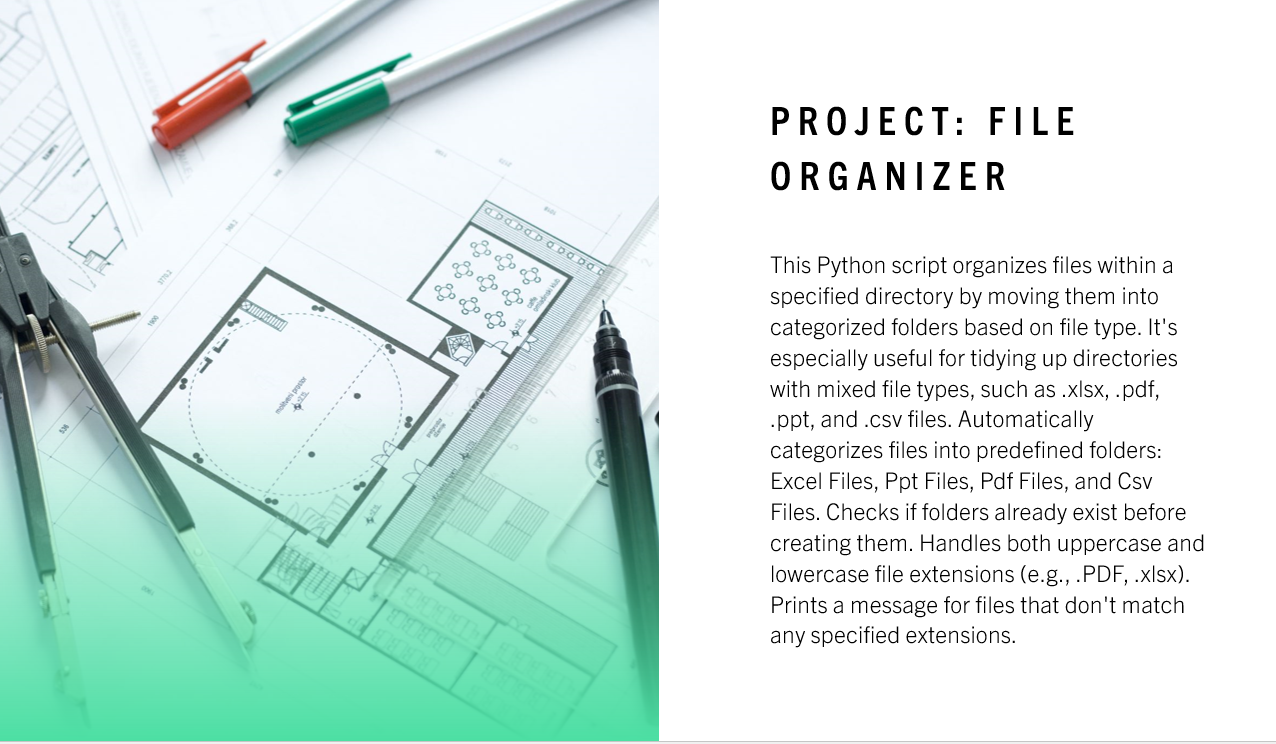 PROJECT: FILE
ORGANIZER
This Python script organizes files within a
specified directory by moving them into
categorized folders based on file type. It's
especially useful for tidying up directories
with mixed file types, such as .xlsx, .pdf,
.ppt, and .csv files. Automatically
categorizes files into predefined folders:
Excel Files, Ppt Files, Pdf Files, and Csv
Files. Checks if folders already exist before
creating them. Handles both uppercase and
lowercase file extensions (e.g., .PDF, .xlsx).
Prints a message for files that don't match
any specified extensions.
molitveni prostor